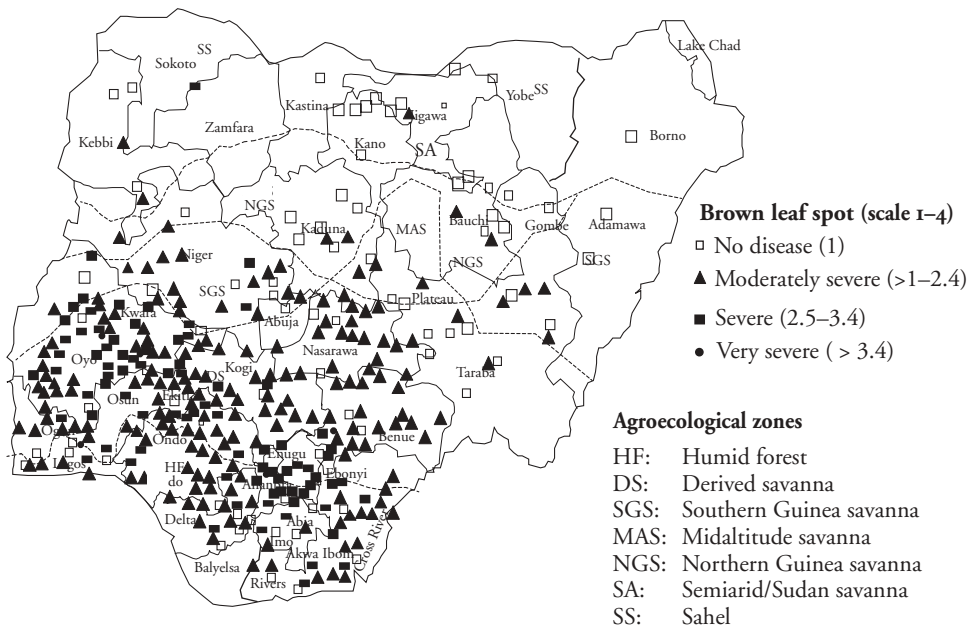 Lake Chad
SS
Sokoto
Yobe SS
Kastina
Jigawa
Zamfara
Kebbi
Kano
Borno
SA
NGS
Kaduna
MAS
Bauchi
Gombe
Adamawa
Niger
NGS
SGS
SGS
Plateau
Kwara
Abuja
Nasarawa
Oyo
Kogi
DS
Taraba
Osun
Ekiti
Ogun
Ondo
Benue
Enugu
Lagos
HF
Ebonyi
do
Anambra
Delta
Abia
Imo
Cross River
Akwa Ibom
Balyelsa
Rivers
Brown leaf spot (scale 1–4)
No disease (1)
Moderately severe (>1–2.4)
Severe (2.5–3.4)
Very severe ( > 3.4)
Agroecological zones
HF: Humid forest
DS: Derived savanna
SGS: Southern Guinea savanna
MAS: Midaltitude savanna
NGS: Northern Guinea savanna
SA: Semiarid/Sudan savanna
SS: Sahel